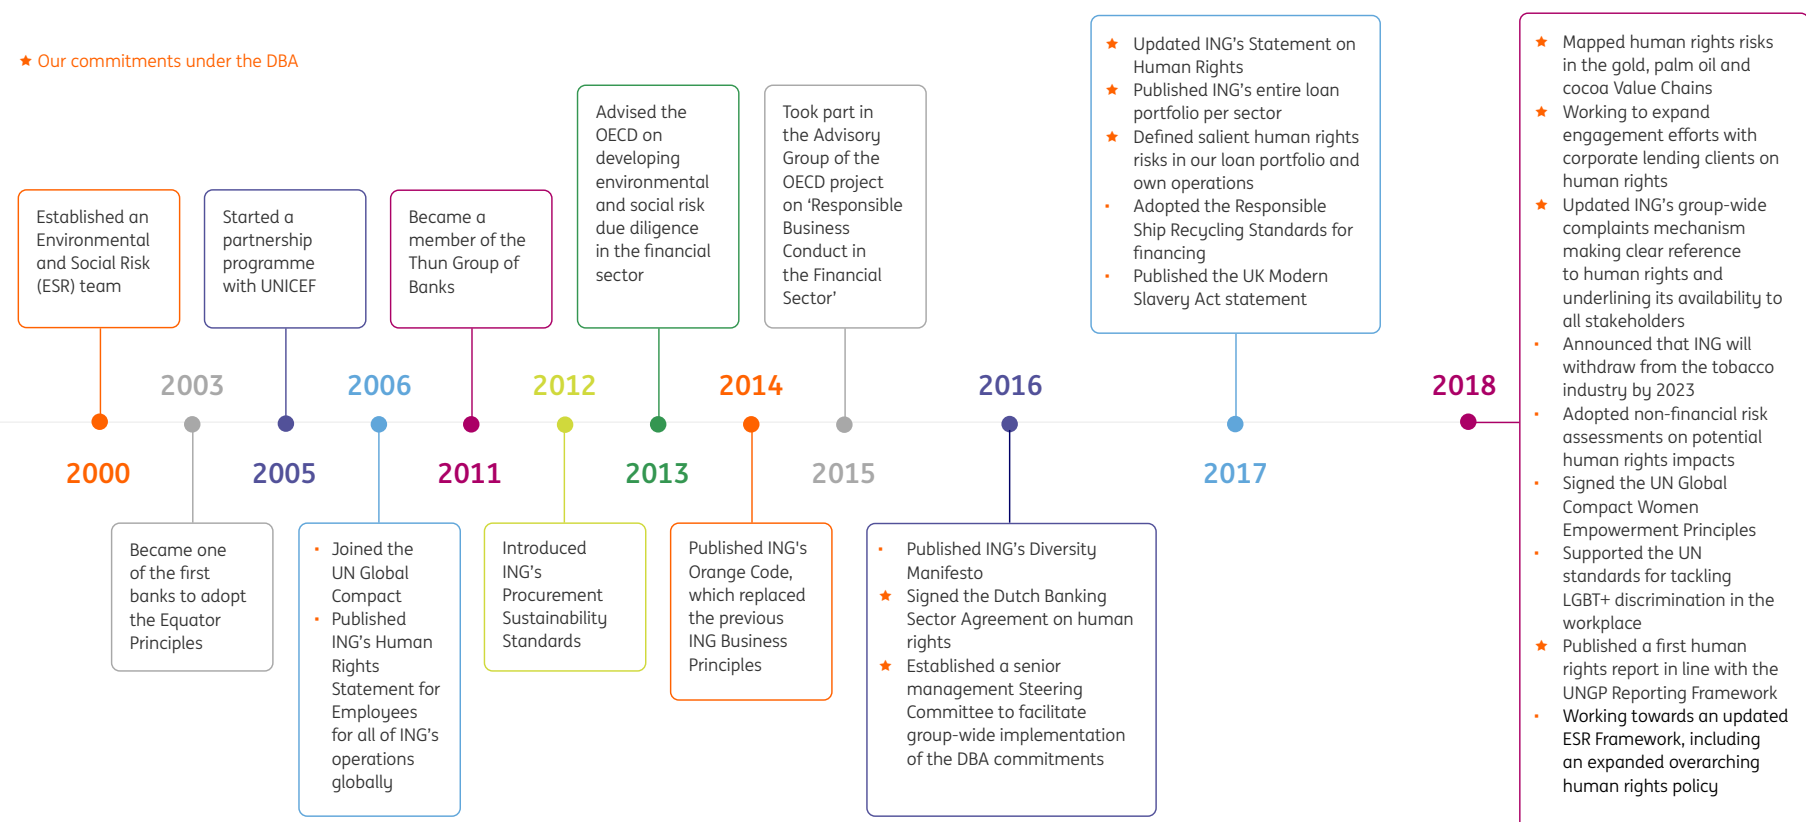 ★ Our commitments under the DBA
Established an
Environmental
and Social Risk
(ESR) team
2000
2003
Became one
of the first
banks to adopt
the Equator
Principles
Started a
partnership
programme
with UNICEF
2005
2006
▪ Joined the
UN Global
Compact
▪ Published
ING’s Human
Rights
Statement for
Employees
for all of ING’s
operations
globally
Became a
member of the
Thun Group of
Banks
2011
2012
Introduced
ING’s
Procurement
Sustainability
Standards
Advised the
OECD on
developing
environmental
and social risk
due diligence
in the financial
sector
2013
2014
Published ING's
Orange Code,
which replaced
the previous
ING Business
Principles
Took part in
the Advisory
Group of the
OECD project
on ‘Responsible
Business
Conduct in
the Financial
Sector’
2015
2016
▪ Published ING’s Diversity
Manifesto
★ Signed the Dutch Banking
Sector Agreement on human
rights
★ Established a senior
management Steering
Committee to facilitate
group-wide implementation
of the DBA commitments
★ Updated ING’s Statement on
Human Rights
★ Published ING’s entire loan
portfolio per sector
★ Defined salient human rights
risks in our loan portfolio and
own operations
▪ Adopted the Responsible
Ship Recycling Standards for
financing
▪ Published the UK Modern
Slavery Act statement
2017
2018
★ Mapped human rights risks
in the gold, palm oil and
cocoa Value Chains
★ Working to expand
engagement efforts with
corporate lending clients on
human rights
★ Updated ING’s group-wide
complaints mechanism
making clear reference
to human rights and
underlining its availability to
all stakeholders
▪ Announced that ING will
withdraw from the tobacco
industry by 2023
▪ Adopted non-financial risk
assessments on potential
human rights impacts
▪ Signed the UN Global
Compact Women
Empowerment Principles
▪ Supported the UN
standards for tackling
LGBT+ discrimination in the
workplace
★ Published a first human
rights report in line with the
UNGP Reporting Framework
▪ Working towards an updated
ESR Framework, including
an expanded overarching
human rights policy